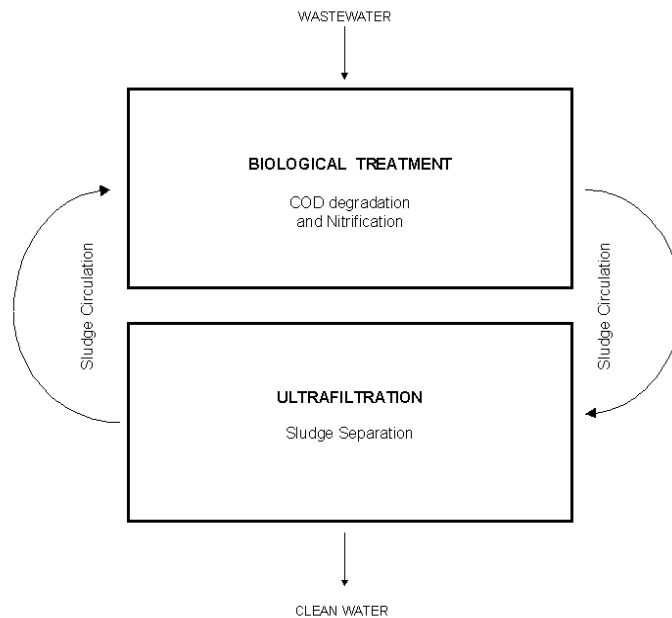 WASTEWATER
BIOLOGICAL TREATMENT
COD degradation
and Nitrification
Sludge Circulation
Sludge Circulation
ULTRAFILTRATION
Sludge Separation
CLEAN WATER